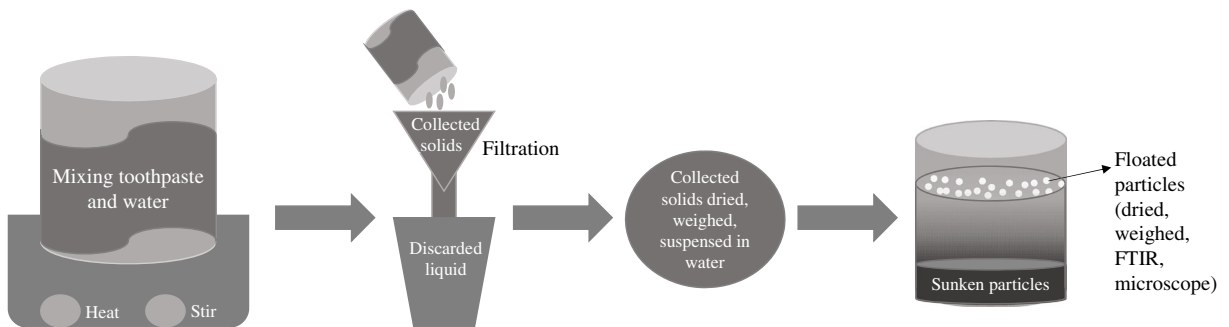 Mixing toothpaste
and water
Heat
Stir
Collected
solids
Filtration
Discarded
liquid
Collected
solids dried,
weighed,
suspensed in
water
Floated
particles
(dried,
weighed,
FTIR,
microscope)
Sunken particles